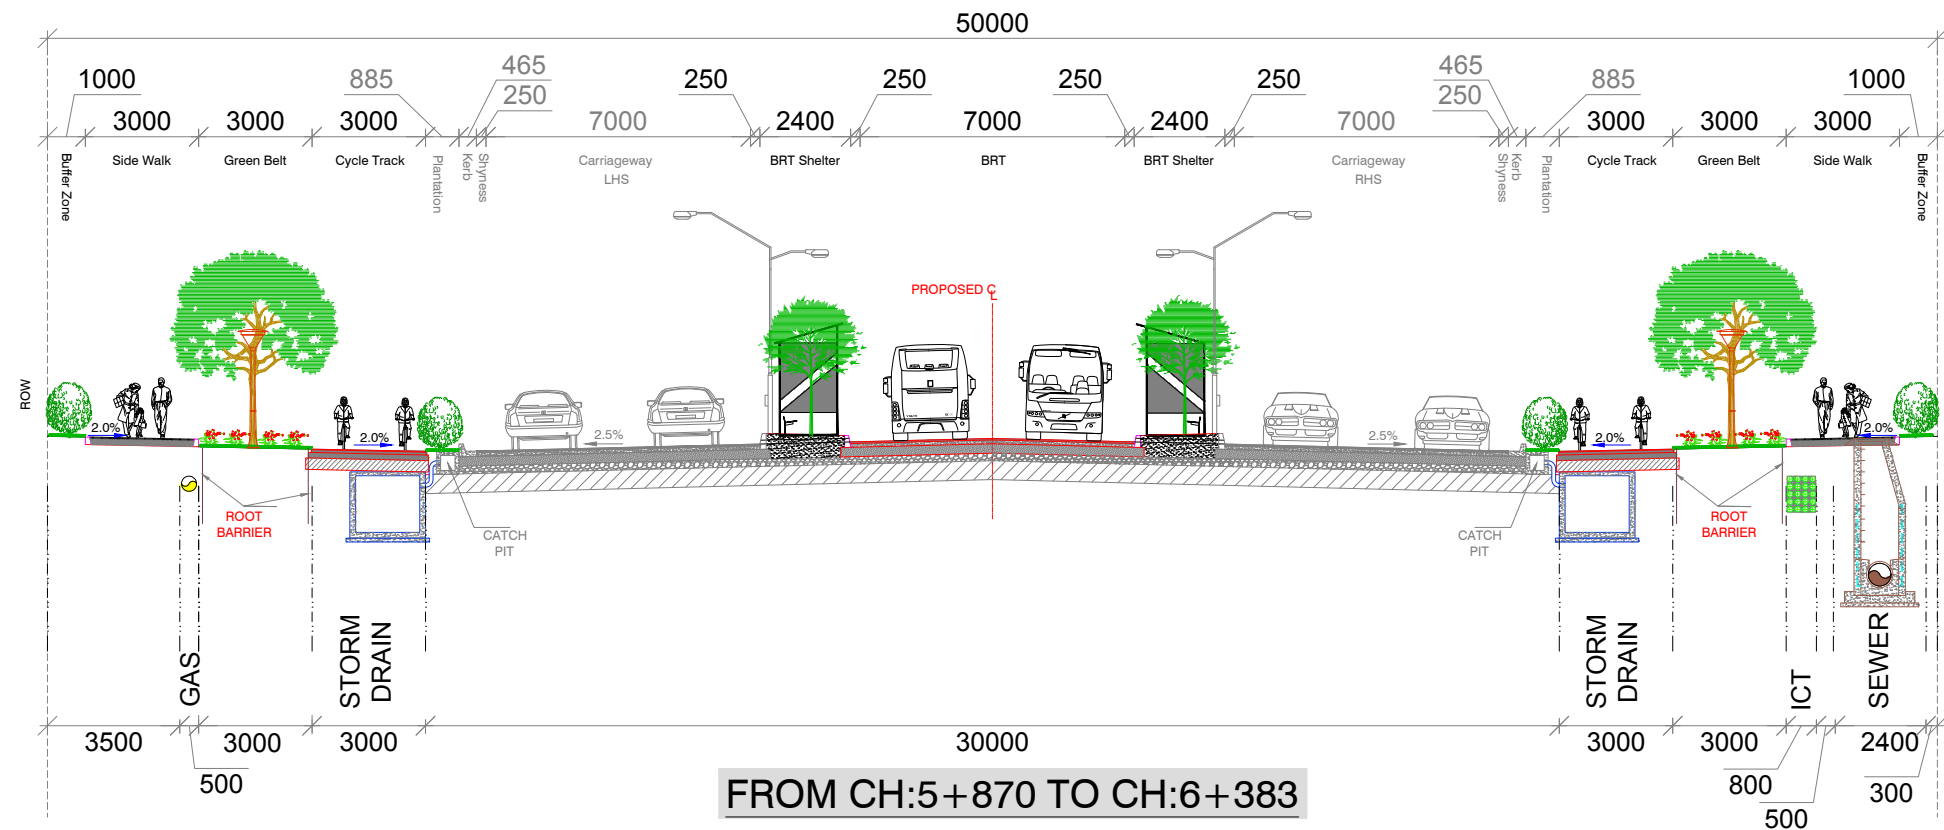 50000
1000
885
465
250
250
250
250
250
465
250
885
1000
3000
3000
3000
7000
2400
7000
2400
7000
3000
3000
3000
Buffer Zone
Side Walk
Green Belt
Cycle Track
Plantation
Kerb
Shyness
Carriageway
LHS
BRT Shelter
BRT
BRT Shelter
Carriageway
RHS
Shyness
Kerb
Plantation
Cycle Track
Green Belt
Side Walk
Buffer Zone
PROPOSED CL
ROW
2.0%
2.0%
2.5%
2.5%
2.0%
2.0%
ROOT
BARRIER
CATCH
PIT
CATCH
PIT
ROOT
BARRIER
GAS
STORM
DRAIN
STORM
DRAIN
ICT
SEWER
3500
500
3000
3000
30000
3000
3000
800
500
2400
300
FROM CH:5+870 TO CH:6+383